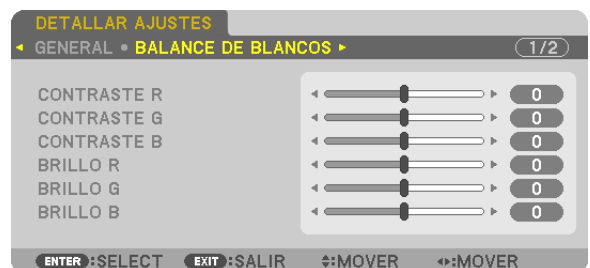 DETALLAR AJUSTES
GENERAL • BALANCE DE BLANCOS 1/2
CONTRASTE R 0
CONTRASTE G 0
CONTRASTE B 0
BRILLO R 0
BRILLO G 0
BRILLO B 0
ENTER:SELECT EXIT:SALIR :MOVER :MOVER